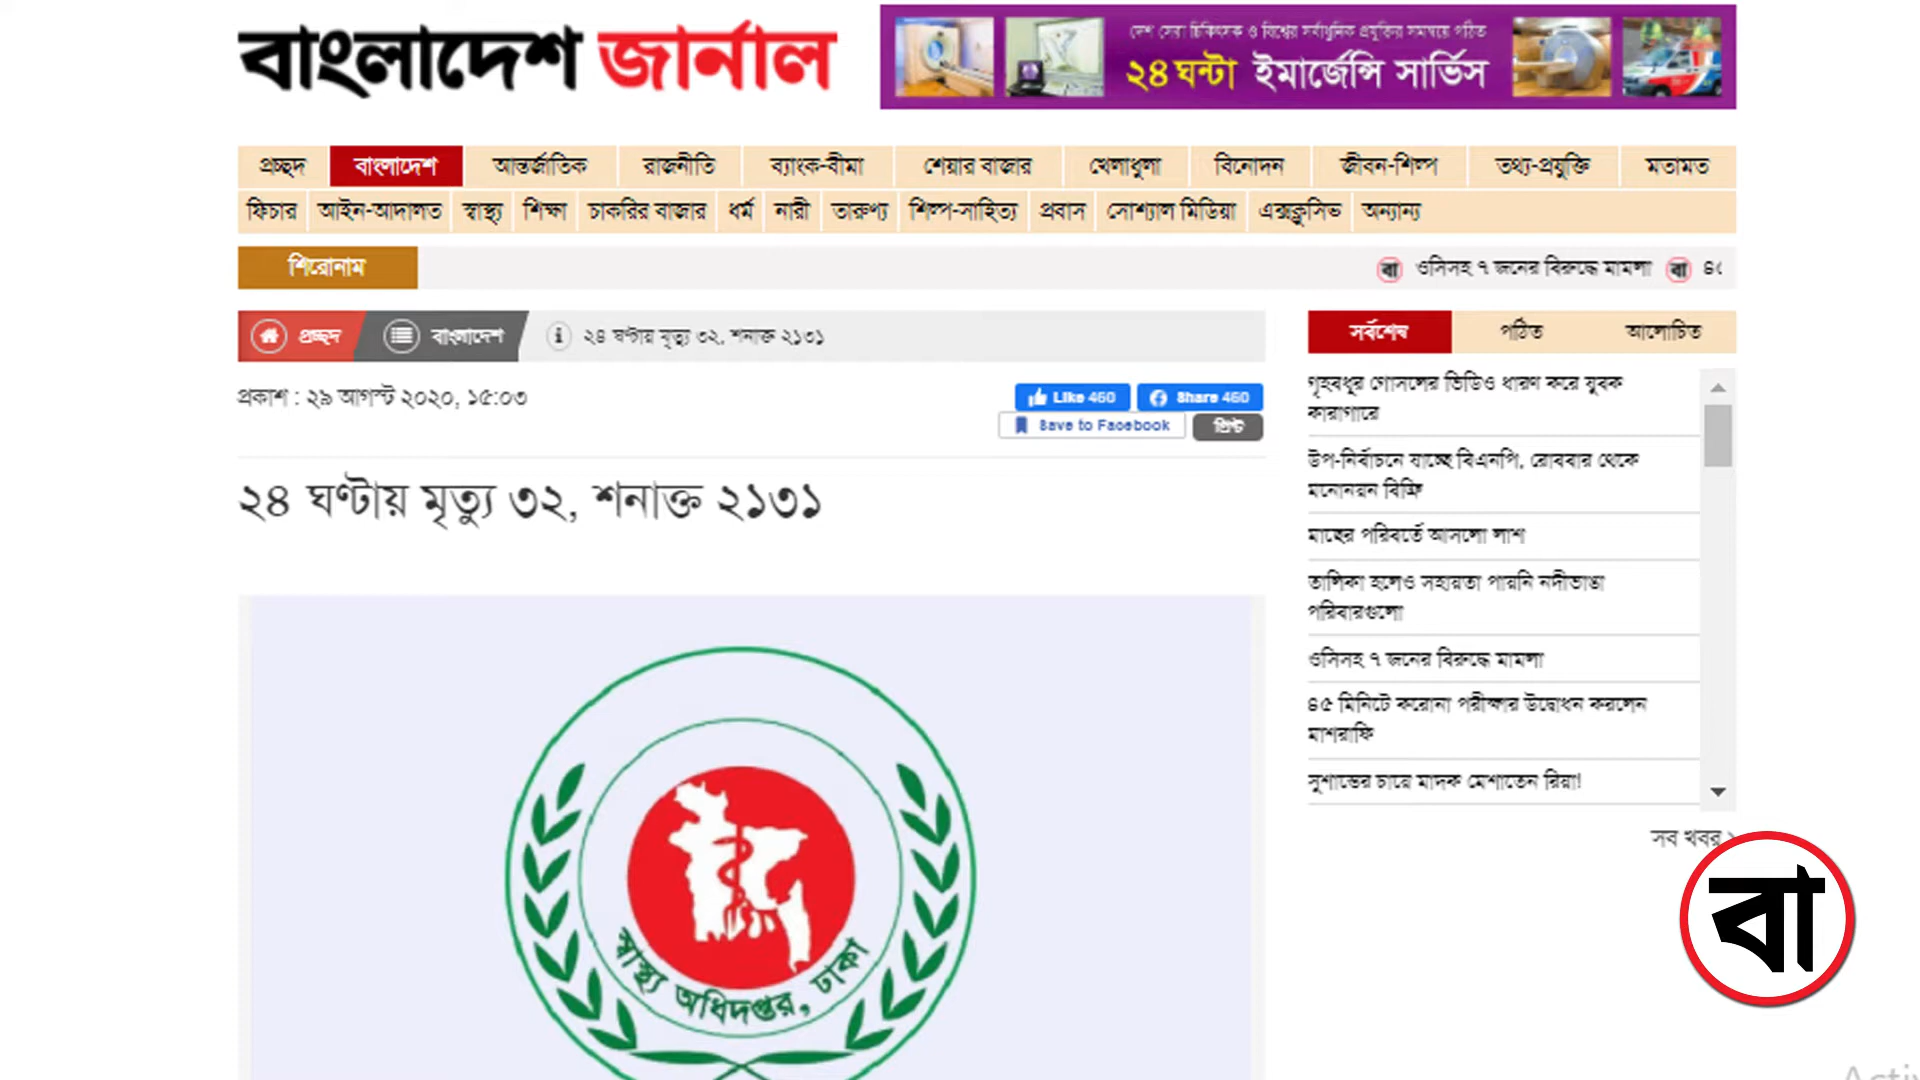 বাংলাদেশ জার্নাল
দেশ সেরা চিকিৎসক ও বিশ্বের সর্বাধুনিক প্রযুক্তির সমন্বয়ে গঠিত
২৪ ঘন্টা ইমার্জেন্সি সার্ভিস
প্রচ্ছদ বাংলাদেশ আন্তর্জাতিক রাজনীতি ব্যাংক-বীমা শেয়ার বাজার খেলাধুলা বিনোদন জীবন-শিল্প তথ্য-প্রযুক্তি মতামত
ফিচার আইন-আদালত স্বাস্থ্য শিক্ষা চাকরির বাজার ধর্ম নারী তারুণ্য শিল্প-সাহিত্য প্রবাস সোশ্যাল মিডিয়া এক্সক্লুসিভ অন্যান্য
শিরোনাম
বা ওসিসহ ৭ জনের বিরুদ্ধে মামলা বা ৪৫
প্রচ্ছদ বাংলাদেশ ২৪ ঘণ্টায় মৃত্যু ৩২, শনাক্ত ২১৩১
প্রকাশ : ২৯ আগস্ট ২০২০, ১৫:০৩
Like 460 Share 460
Save to Facebook প্রিন্ট
২৪ ঘণ্টায় মৃত্যু ৩২, শনাক্ত ২১৩১
স্বাস্থ্য অধিদপ্তর, ঢাকা
সর্বশেষ পঠিত আলোচিত
গৃহবধূর গোসলের ভিডিও ধারণ করে যুবক
কারাগারে
উপ-নির্বাচনে যাচ্ছে বিএনপি, রোববার থেকে
মনোনয়ন বিক্রি
মাছের পরিবর্তে আসলো লাশ
তালিকা হলেও সহায়তা পায়নি নদীভাঙা
পরিবারগুলো
ওসিসহ ৭ জনের বিরুদ্ধে মামলা
৪৫ মিনিটে করোনা পরীক্ষার উদ্বোধন করলেন
মাশরাফি
সুশান্তের চায়ে মাদক মেশাতেন রিয়া!
সব খবর
বা